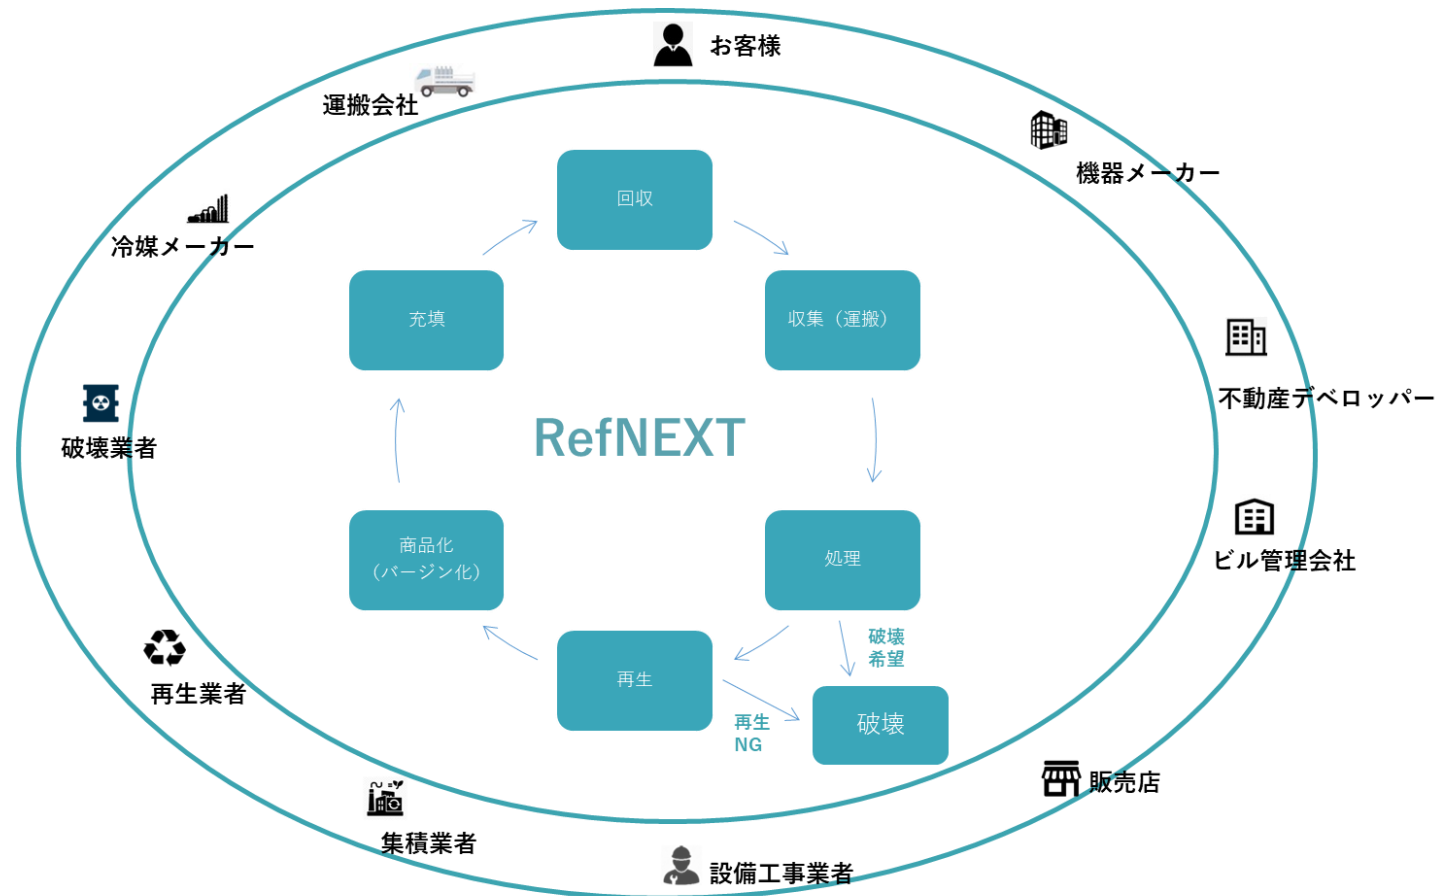 お客様
運搬会社
機器メーカー
冷媒メーカー
回収
充填
収集（運搬）
不動産デベロッパー
破壊業者
RefNEXT
商品化
（バージン化）
処理
ビル管理会社
破壊
希望
再生業者
再生
再生
NG
破壊
販売店
集積業者
設備工事業者